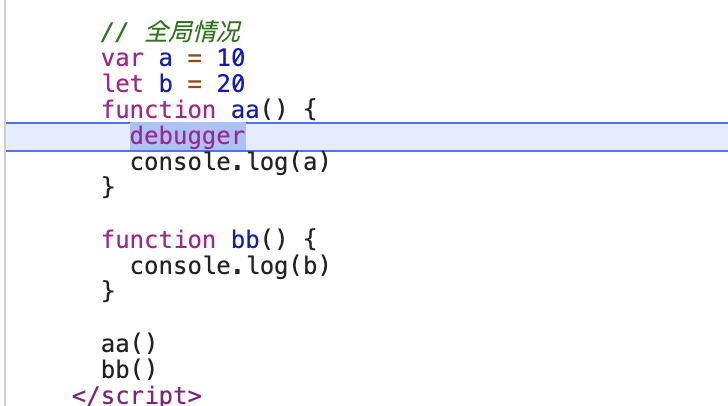 // 全局情况
var a = 10
let b = 20
function aa() {
debugger
console.log(a)
}
function bb() {
console.log(b)
}
aa()
bb()
</script>